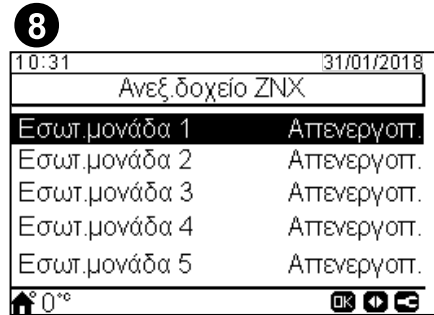 8
10:31 31/01/2018
Ανεξ.δοχείο ΖΝΧ
Εσωτ.μονάδα 1 Απενεργοπ.
Εσωτ.μονάδα 2 Απενεργοπ.
Εσωτ.μονάδα 3 Απενεργοπ.
Εσωτ.μονάδα 4 Απενεργοπ.
Εσωτ.μονάδα 5 Απενεργοπ.
0°C OK